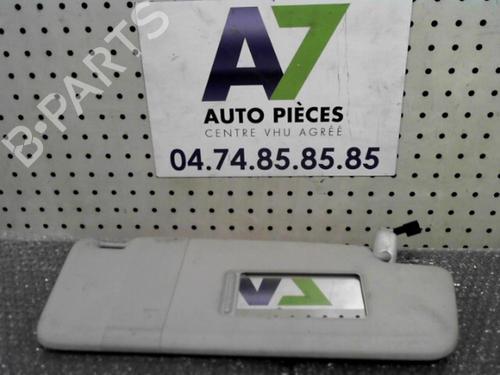 B-PARTS
A7
AUTO PIÈCES
CENTRE VHU AGRÉÉ
04.74.85.85.85